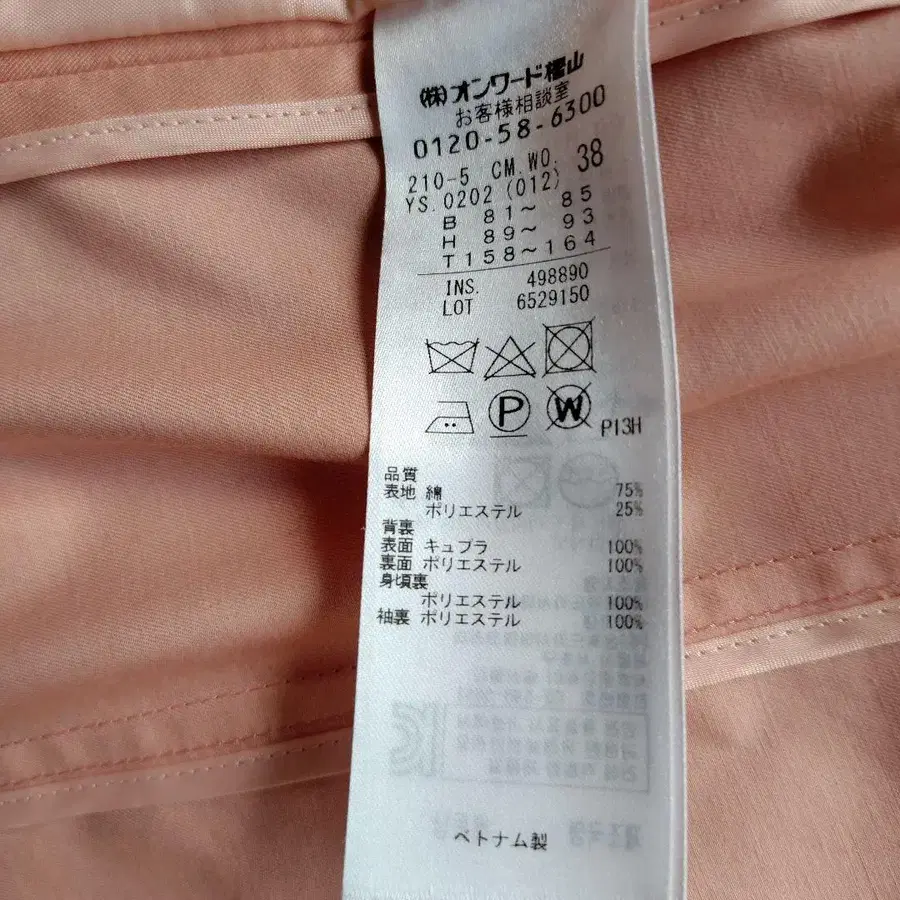 (株)オンワード樫山
お客様相談室
0120-58-6300
210-5 CM.WO. 38
YS.0202 (012)
B 81～ 85
H 89～ 93
T158～164
INS. 498890
LOT 6529150
P W P13H
品質
表地 綿 75%
ポリエステル 25%
背裏
表面 キュプラ 100%
裏面 ポリエステル 100%
身頃裏
ポリエステル 100%
袖裏 ポリエステル 100%
ベトナム製